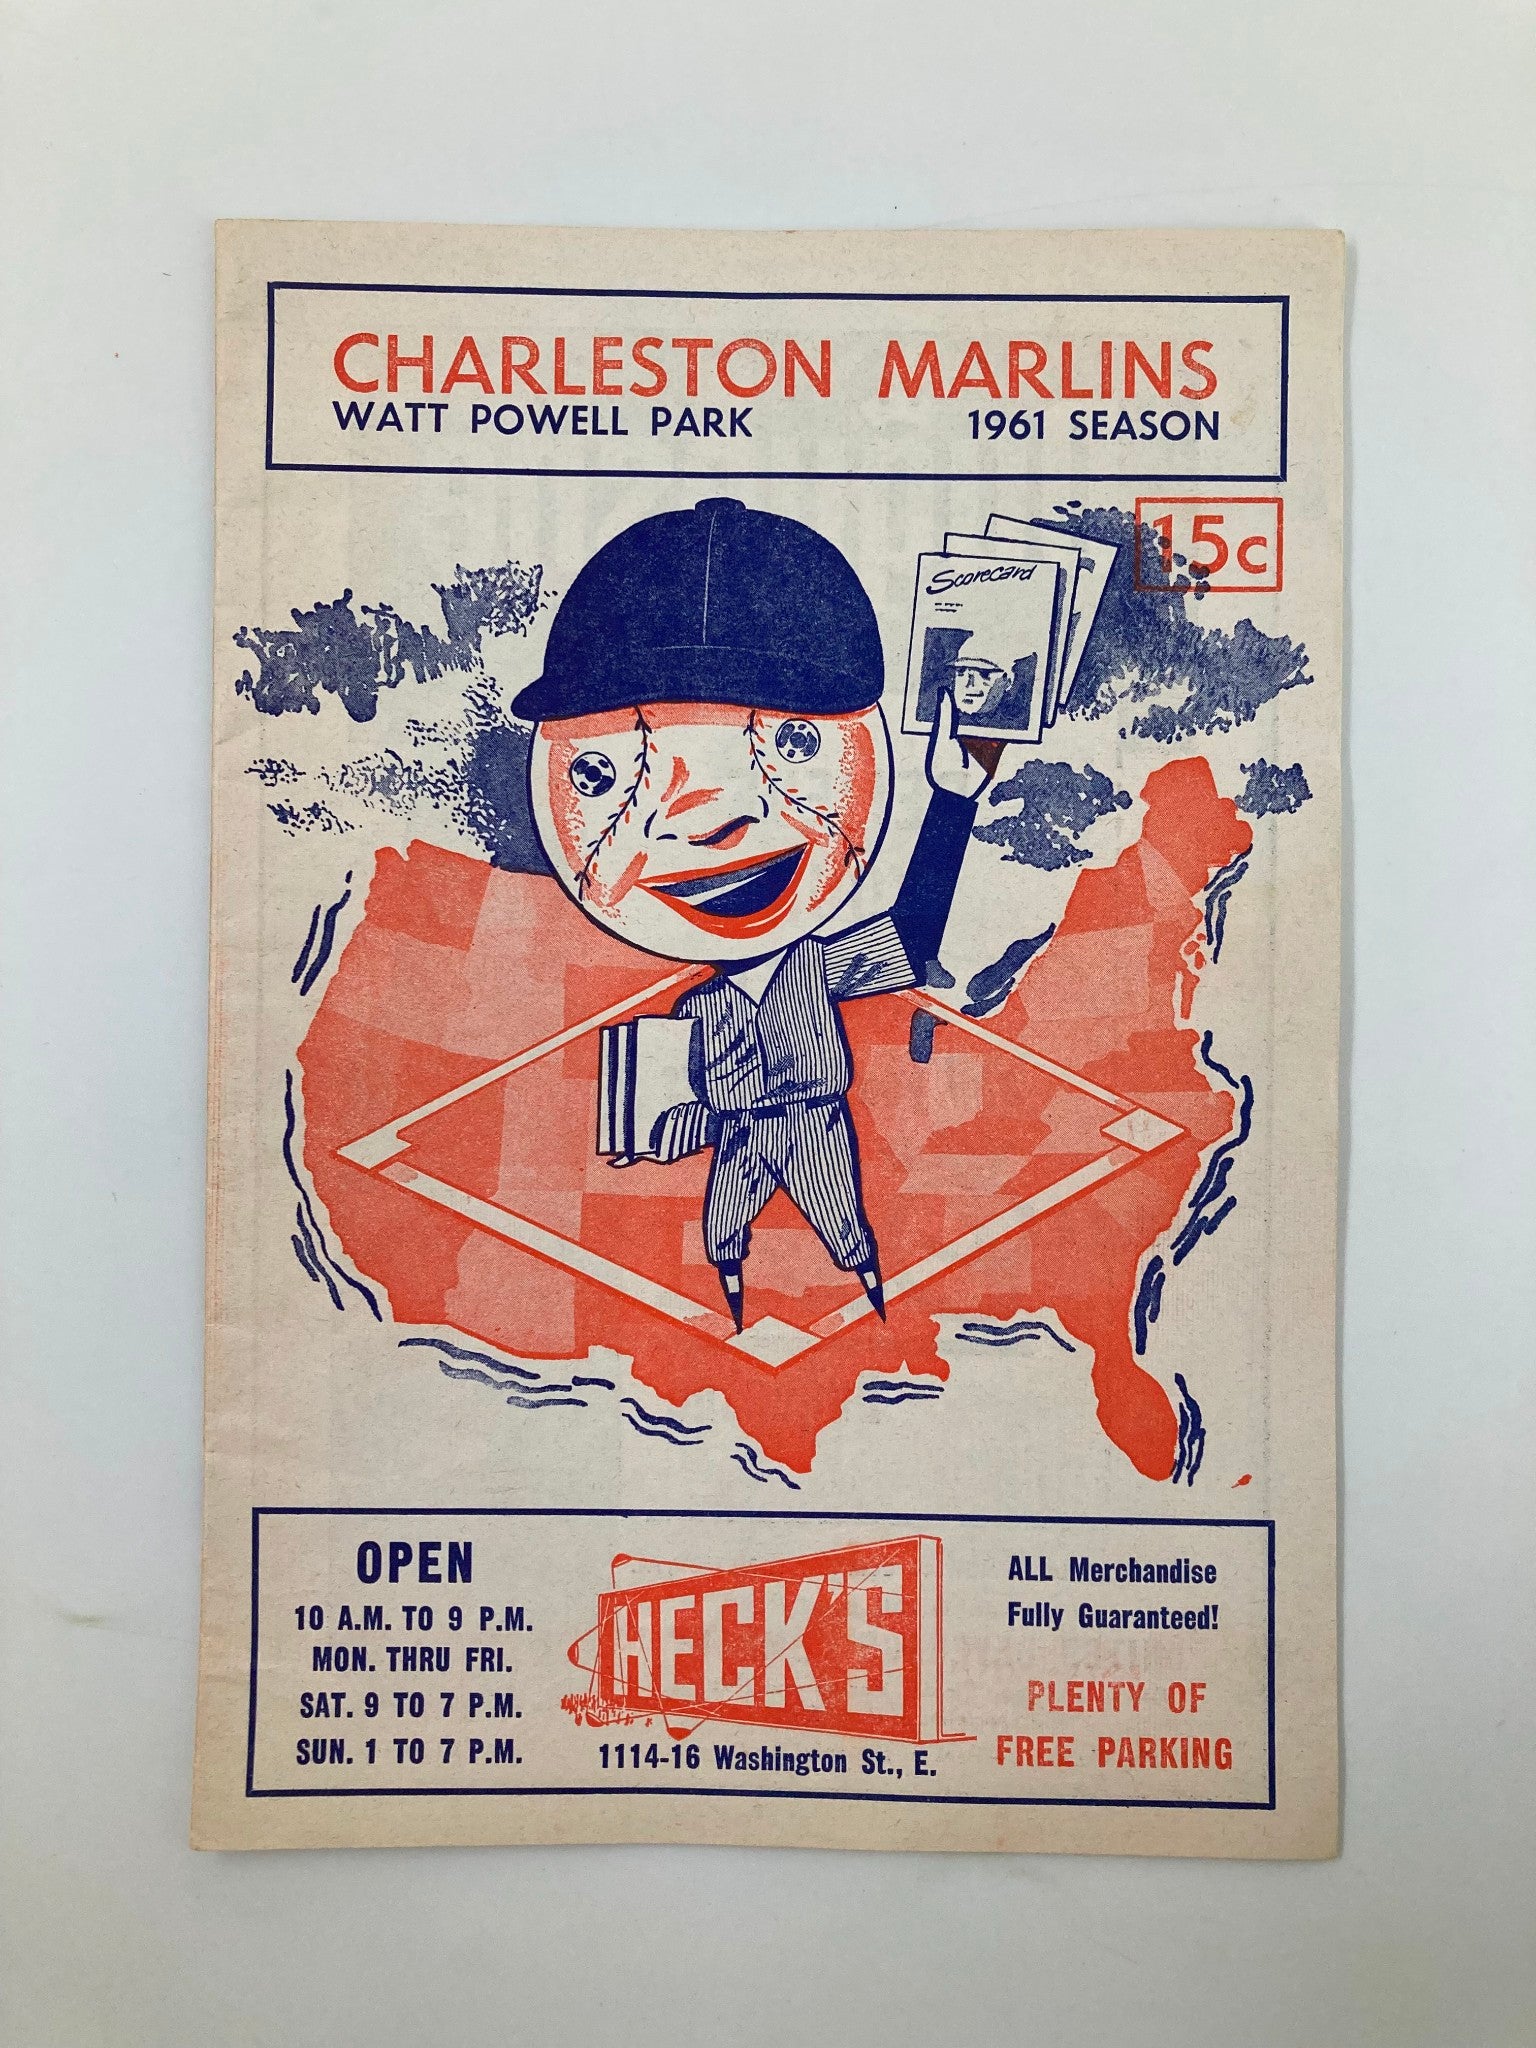 CHARLESTON MARLINS
WATT POWELL PARK 1961 SEASON
15c
Scorecard
OPEN
10 A.M. TO 9 P.M.
MON. THRU FRI.
SAT. 9 TO 7 P.M.
SUN. 1 TO 7 P.M.
HECK'S
1114-16 Washington St., E.
ALL Merchandise
Fully Guaranteed!
PLENTY OF
FREE PARKING